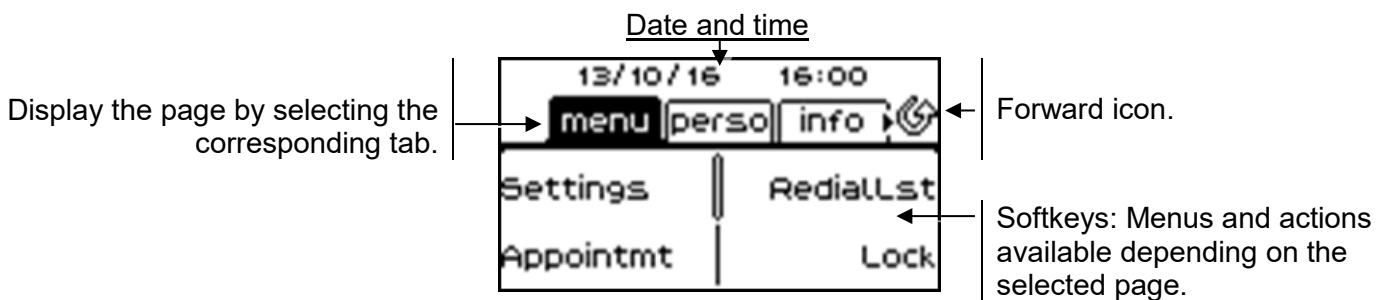 Date and time
13/10/16 16:00
Display the page by selecting the
corresponding tab.
menu perso info
Forward icon.
Settings RedialLst
Appointmt Lock
Softkeys: Menus and actions
available depending on the
selected page.